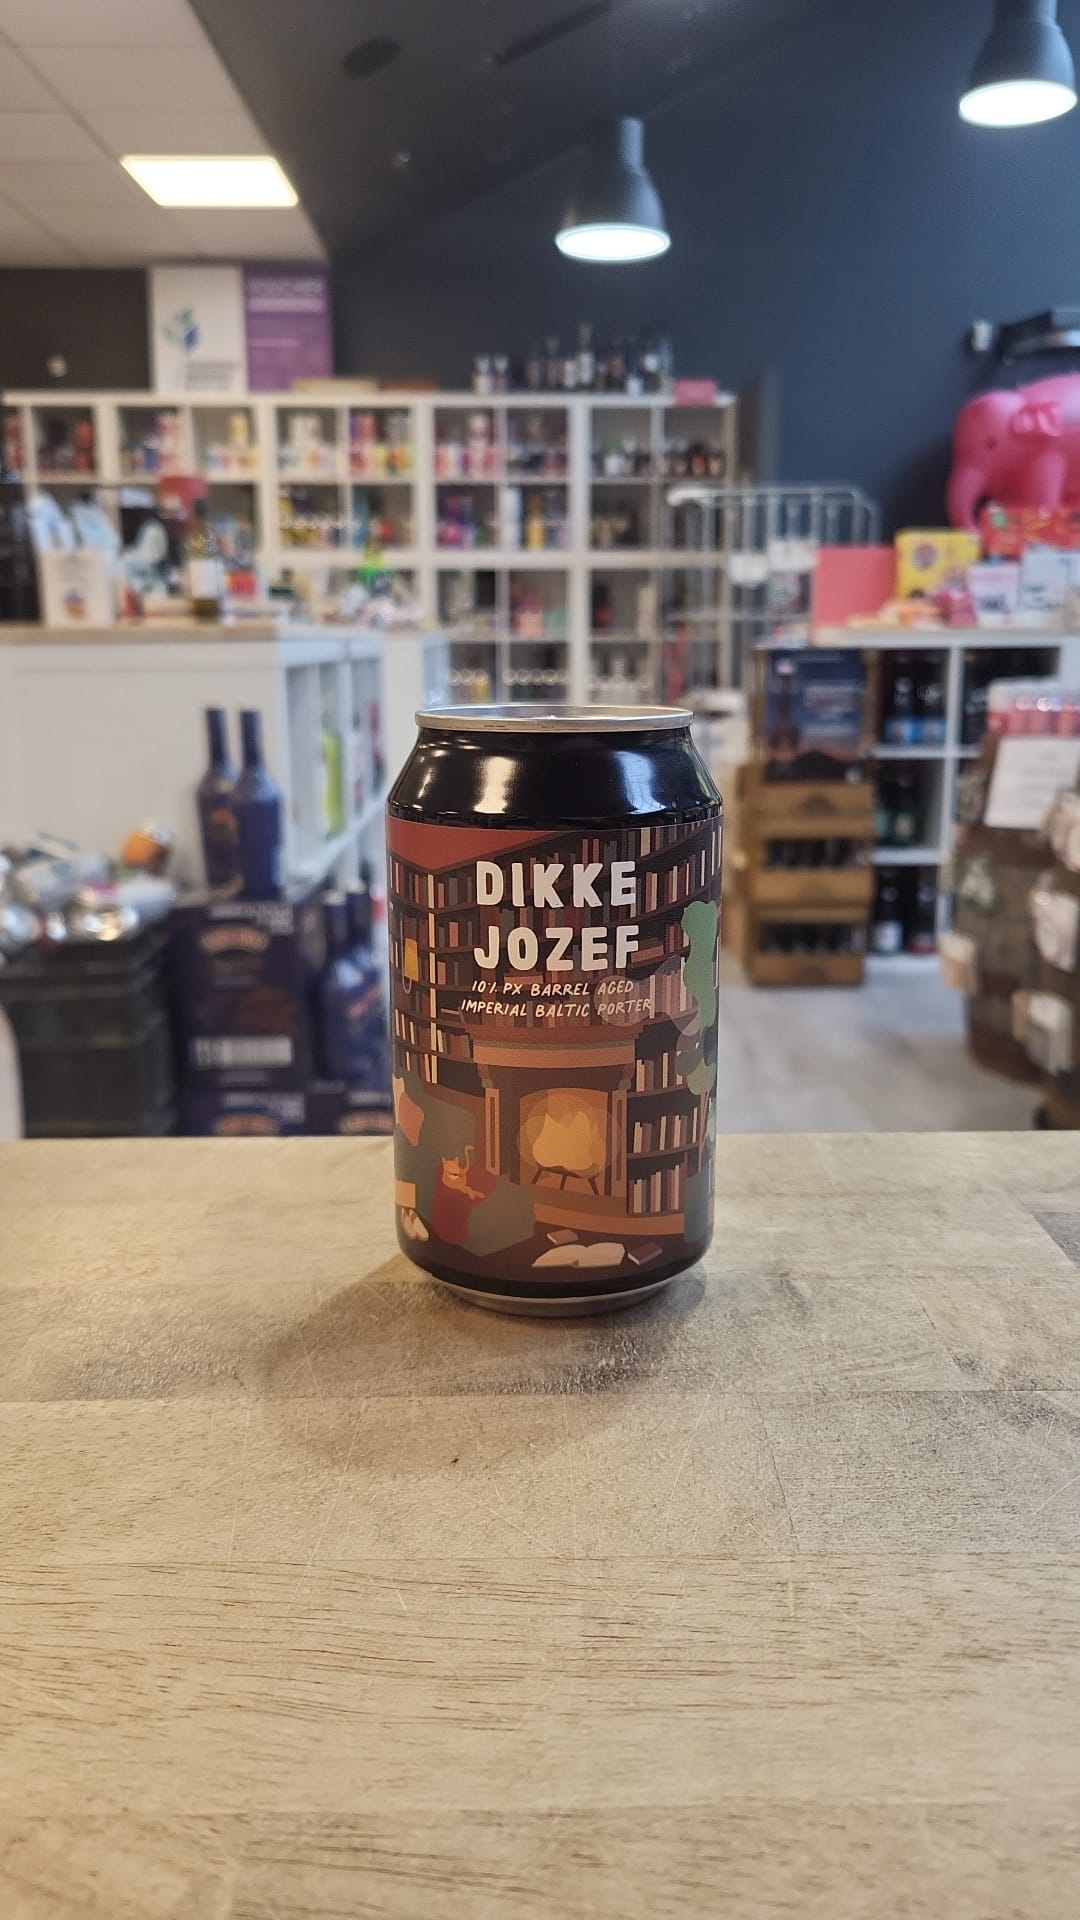 DIKKE
JOZEF
10% PX BARREL AGED
IMPERIAL BALTIC PORTER